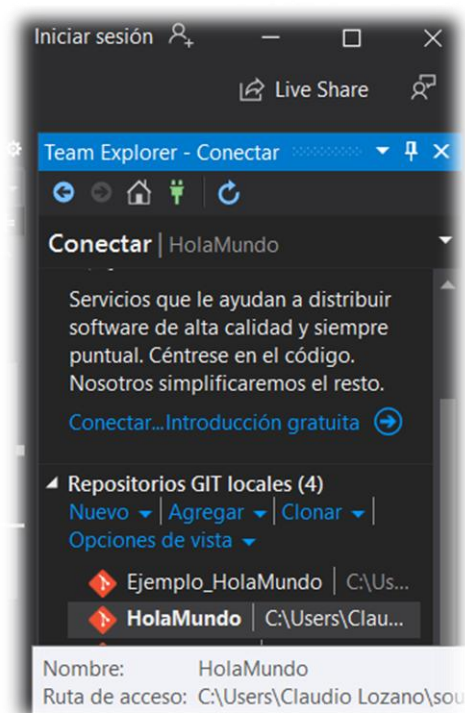 Iniciar sesión
Live Share
Team Explorer - Conectar
Conectar | HolaMundo
Servicios que le ayudan a distribuir
software de alta calidad y siempre
puntual. Céntrese en el código.
Nosotros simplificaremos el resto.
Conectar...Introducción gratuita
Repositorios GIT locales (4)
Nuevo | Agregar | Clonar |
Opciones de vista
Ejemplo_HolaMundo | C:\Us...
HolaMundo | C:\Users\Clau...
Nombre: HolaMundo
Ruta de acceso: C:\Users\Claudio Lozano\sou